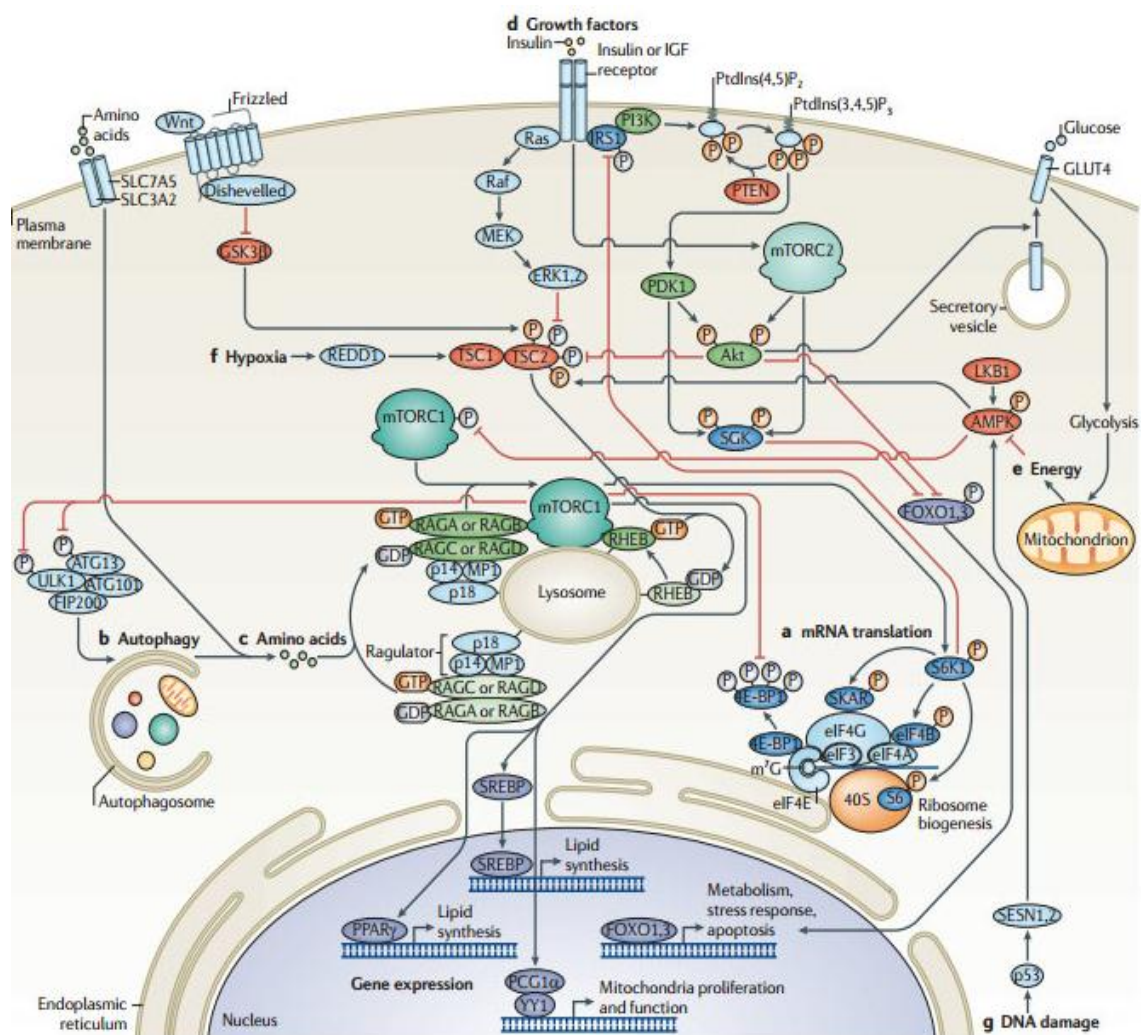 d Growth factors
Insulin
Insulin or IGF
receptor
PtdIns(4,5)P2
PtdIns(3,4,5)P3
Amino
acids
Wnt
Frizzled
SLC7A5
SLC3A2
Dishevelled
Plasma
membrane
GSK3β
Ras
IRS1
PI3K
P
P
P
P
P
P
PTEN
Raf
MEK
ERK1,2
mTORC2
PDK1
Glucose
GLUT4
Secretory
vesicle
f Hypoxia
REDD1
TSC1
TSC2
P
P
P
P
P
P
Akt
LKB1
AMPK
P
Glycolysis
mTORC1
P
P
P
SGK
e Energy
Mitochondrion
FOXO1,3
P
GTP
RAGA or RAGB
mTORC1
RHEB
GTP
GDP
RAGC or RAGD
p14
MP1
p18
Lysosome
RHEB
GDP
P
P
ATG13
ULK1
ATG101
FIP200
b Autophagy
c Amino acids
Ragulator
p18
p14
MP1
GTP
RAGC or RAGD
GDP
RAGA or RAGB
Autophagosome
a mRNA translation
S6K1
P
P
P
P
P
4E-BP1
SKAR
P
4E-BP1
eIF4G
eIF4B
P
eIF3
eIF4A
m7G
eIF4E
40S
S6
P
Ribosome
biogenesis
SREBP
SREBP
Lipid
synthesis
PPARγ
Lipid
synthesis
FOXO1,3
Metabolism,
stress response,
apoptosis
Gene expression
PCG1α
YY1
Mitochondria proliferation
and function
Endoplasmic
reticulum
Nucleus
SESN1,2
p53
g DNA damage